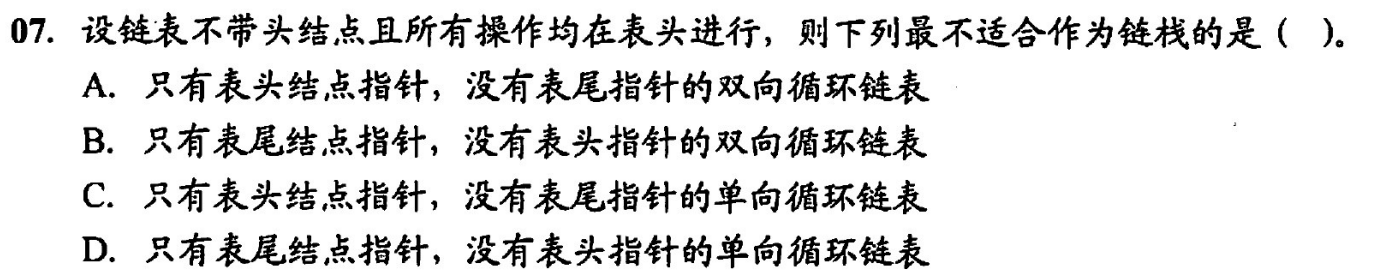 07. 设链表不带头结点且所有操作均在表头进行，则下列最不适合作为链栈的是（ ）。
A. 只有表头结点指针，没有表尾指针的双向循环链表
B. 只有表尾结点指针，没有表头指针的双向循环链表
C. 只有表头结点指针，没有表尾指针的单向循环链表
D. 只有表尾结点指针，没有表头指针的单向循环链表